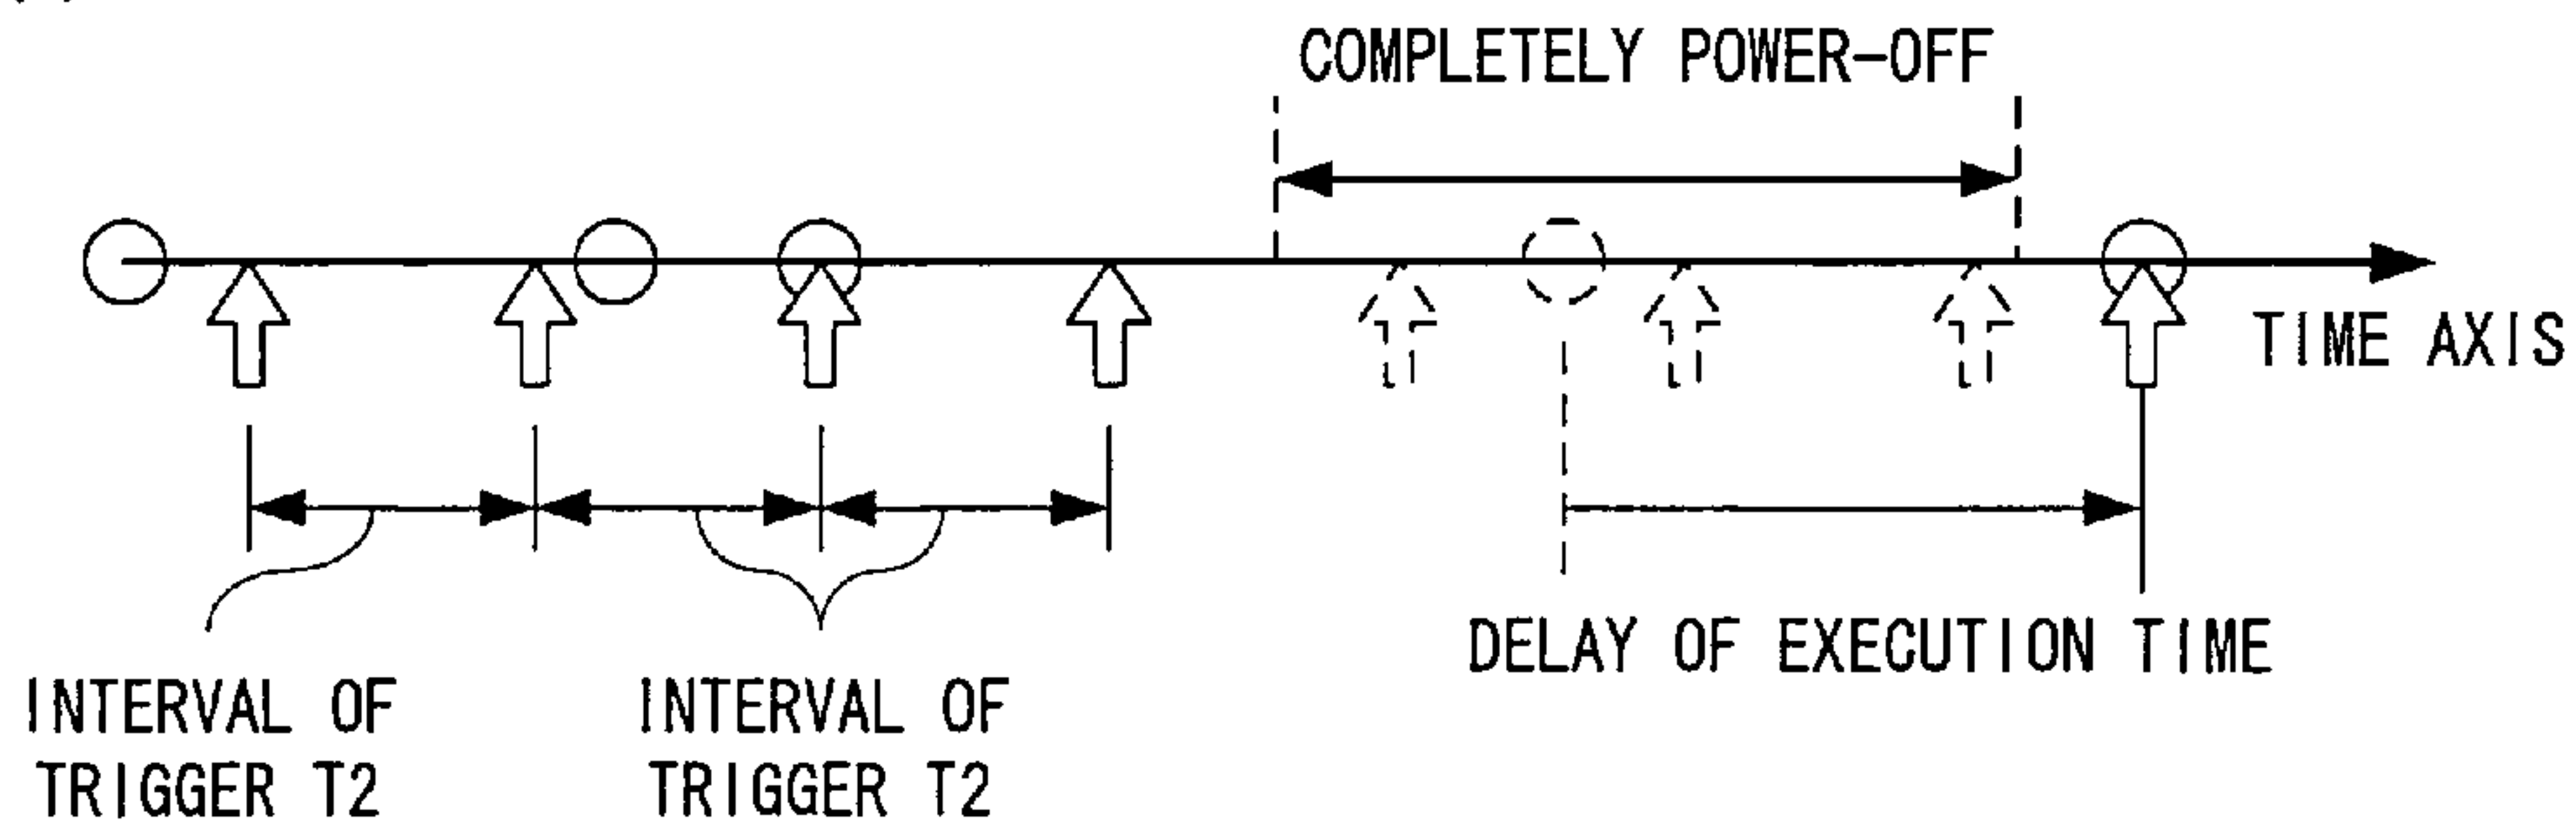 COMPLETELY POWER-OFF
TIME AXIS
DELAY OF EXECUTION TIME
INTERVAL OF
TRIGGER T2
INTERVAL OF
TRIGGER T2